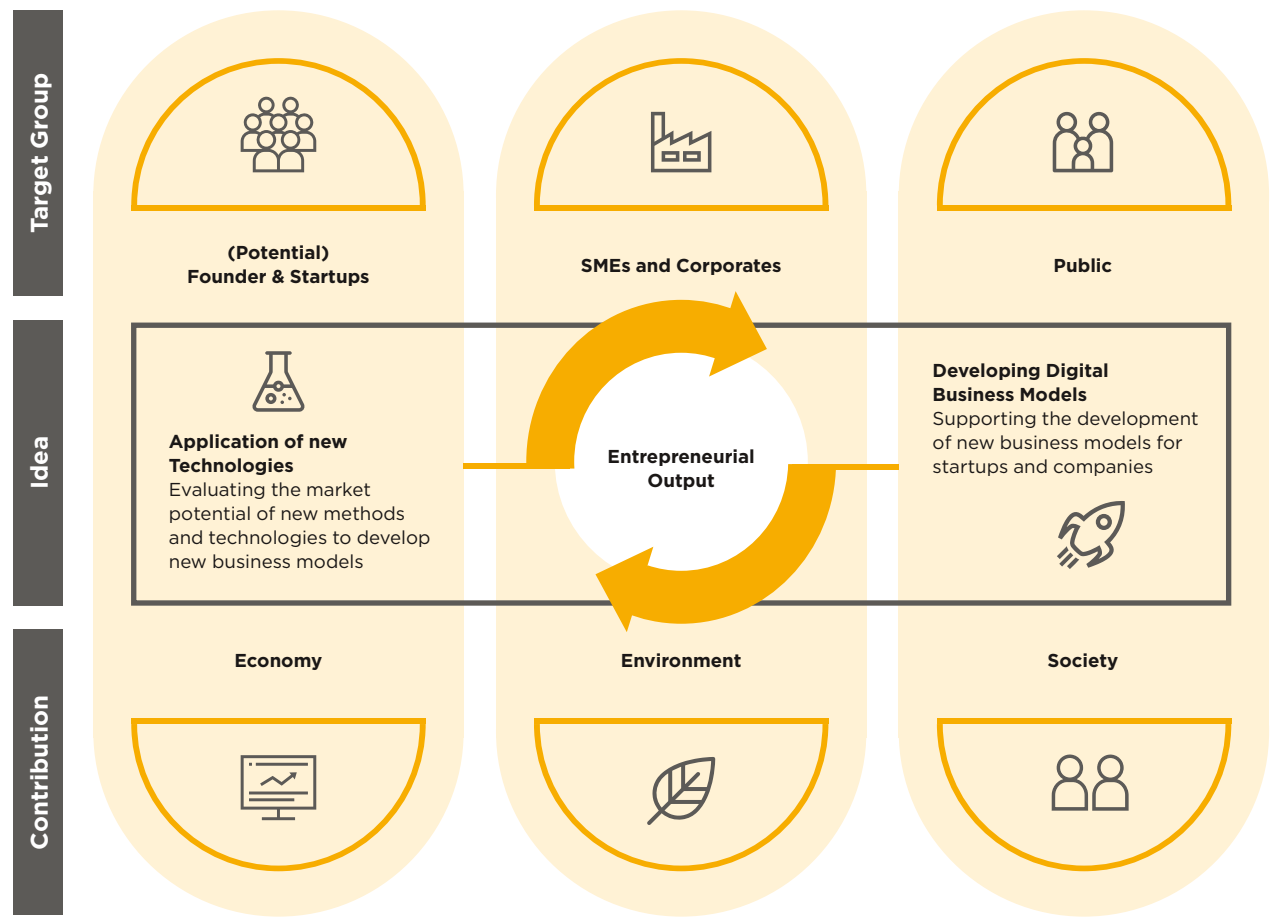 Target Group
(Potential)
Founder & Startups
SMEs and Corporates
Public
Idea
Application of new
Technologies
Evaluating the market
potential of new methods
and technologies to develop
new business models
Entrepreneurial
Output
Developing Digital
Business Models
Supporting the development
of new business models for
startups and companies
Contribution
Economy
Environment
Society